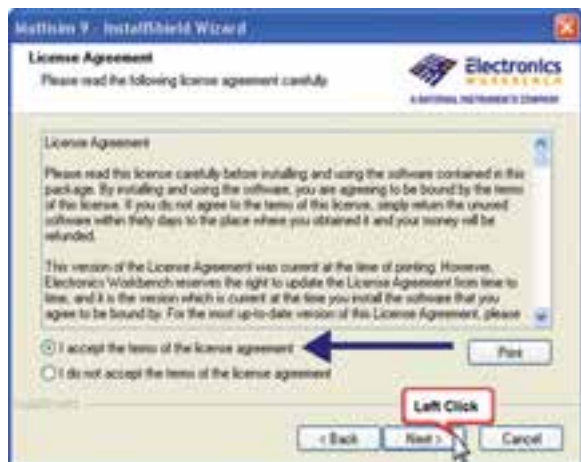 Multisim 9 - InstallShield Wizard
License Agreement
Please read the following license agreement carefully.
Electronics
WORKBENCH
A NATIONAL INSTRUMENTS COMPANY
License Agreement
Please read this license carefully before installing and using the software contained in this
package. By installing and using the software, you are agreeing to be bound by the terms
of this license. If you do not agree to the terms of this license, simply return the unused
software within thirty days to the place where you obtained it and your money will be
refunded.
This version of the License Agreement was current at the time of printing. However,
Electronics Workbench reserves the right to update the License Agreement from time to
time, and it is the version which is current at the time you install the software that you
agree to be bound by. For the most up-to-date version of this License Agreement, please
I accept the terms of the license agreement
Print
I do not accept the terms of the license agreement
InstallShield
Left Click
< Back
Next >
Cancel